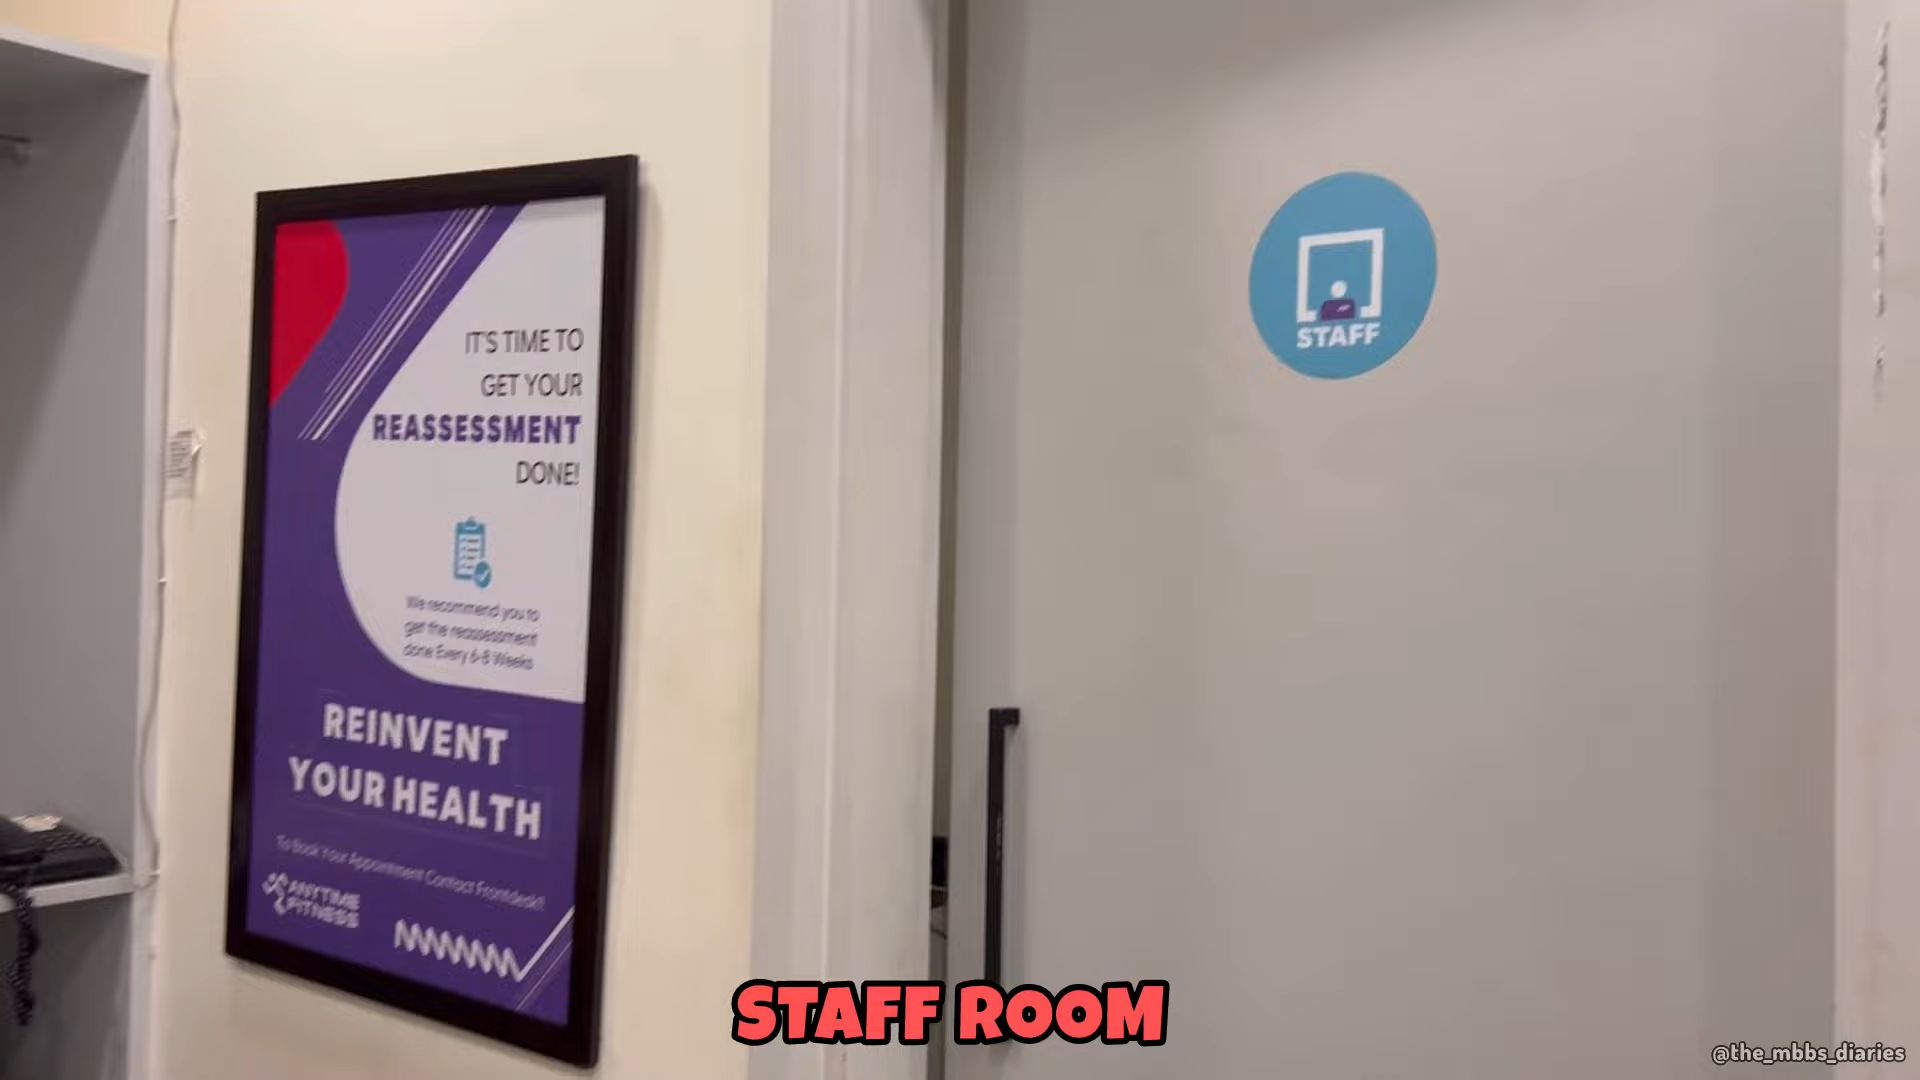 IT'S TIME TO
GET YOUR
REASSESSMENT
DONE!
We recommend you to
get the reassessment
done Every 6-8 Weeks
REINVENT
YOUR HEALTH
To Book Your Appointment Contact Frontdesk!!
ANYTIME
FITNESS
STAFF
STAFF ROOM
@the_mbbs_diaries